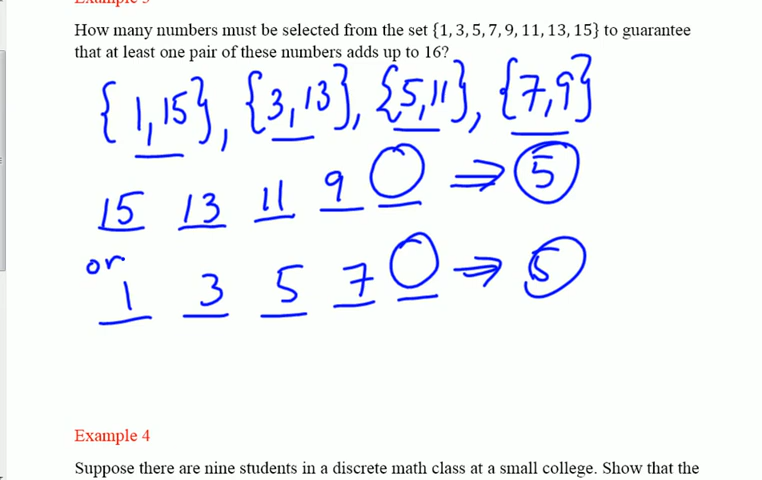 Example 3
How many numbers must be selected from the set {1, 3, 5, 7, 9, 11, 13, 15} to guarantee
that at least one pair of these numbers adds up to 16?
{1,15}, {3,13}, {5,11}, {7,9}
15 13 11 9 ⇒ 5
or
1 3 5 7 ⇒ 5
Example 4
Suppose there are nine students in a discrete math class at a small college. Show that the